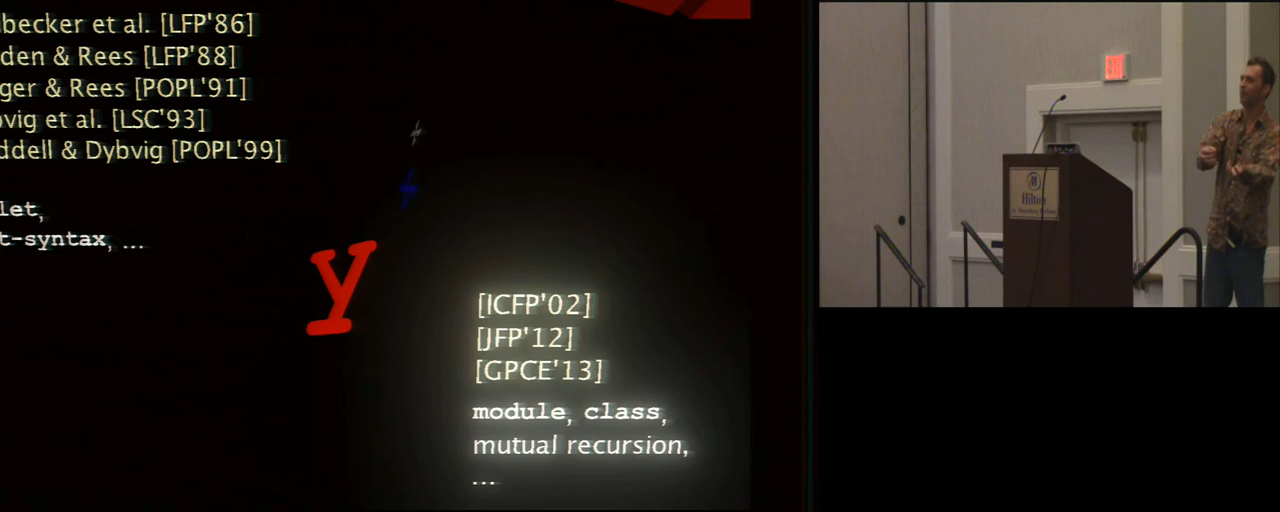 becker et al. [LFP'86]
den & Rees [LFP'88]
ger & Rees [POPL'91]
vig et al. [LSC'93]
ddell & Dybvig [POPL'99]
let,
t-syntax, ...
y
[ICFP'02]
[JFP'12]
[GPCE'13]
module, class,
mutual recursion,
...
Hilton